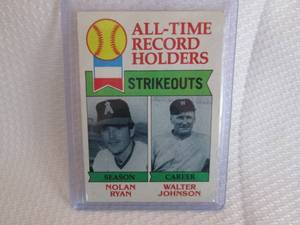 ALL-TIME
RECORD
HOLDERS
STRIKEOUTS
SEASON
CAREER
NOLAN
RYAN
WALTER
JOHNSON